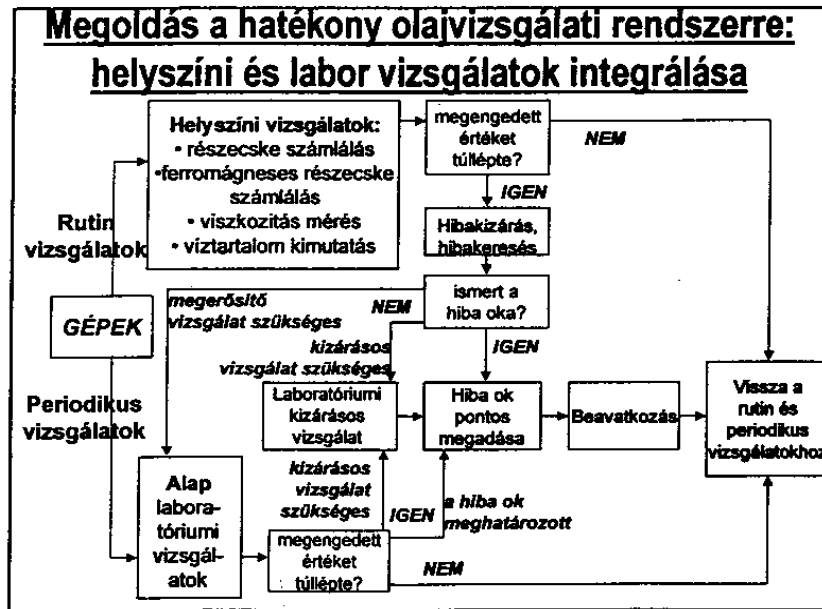 Megoldás a hatékony olajvizsgálati rendszerre:
helyszíni és labor vizsgálatok integrálása
Helyszíni vizsgálatok:
• részecske számlálás
•ferromágneses részecske
számlálás
• viszkozitás mérés
• víztartalom kimutatás
megengedett
értéket
túllépte?
NEM
IGEN
Rutin
vizsgálatok
Hibakizárás,
hibakeresés
GÉPEK
megerősítő
vizsgálat szükséges
NEM
ismert a
hiba oka?
kizárásos
vizsgálat szükséges
IGEN
Periodikus
vizsgálatok
Laboratóriumi
kizárásos
vizsgálat
Hiba ok
pontos
megadása
Beavatkozás
Vissza a
rutin és
periodikus
vizsgálatokhoz
Alap
labora-
tóriumi
vizsgál-
atok
kizárásos
vizsgálat
szükséges
IGEN
a hiba ok
meghatározott
megengedett
értéket
túllépte?
NEM